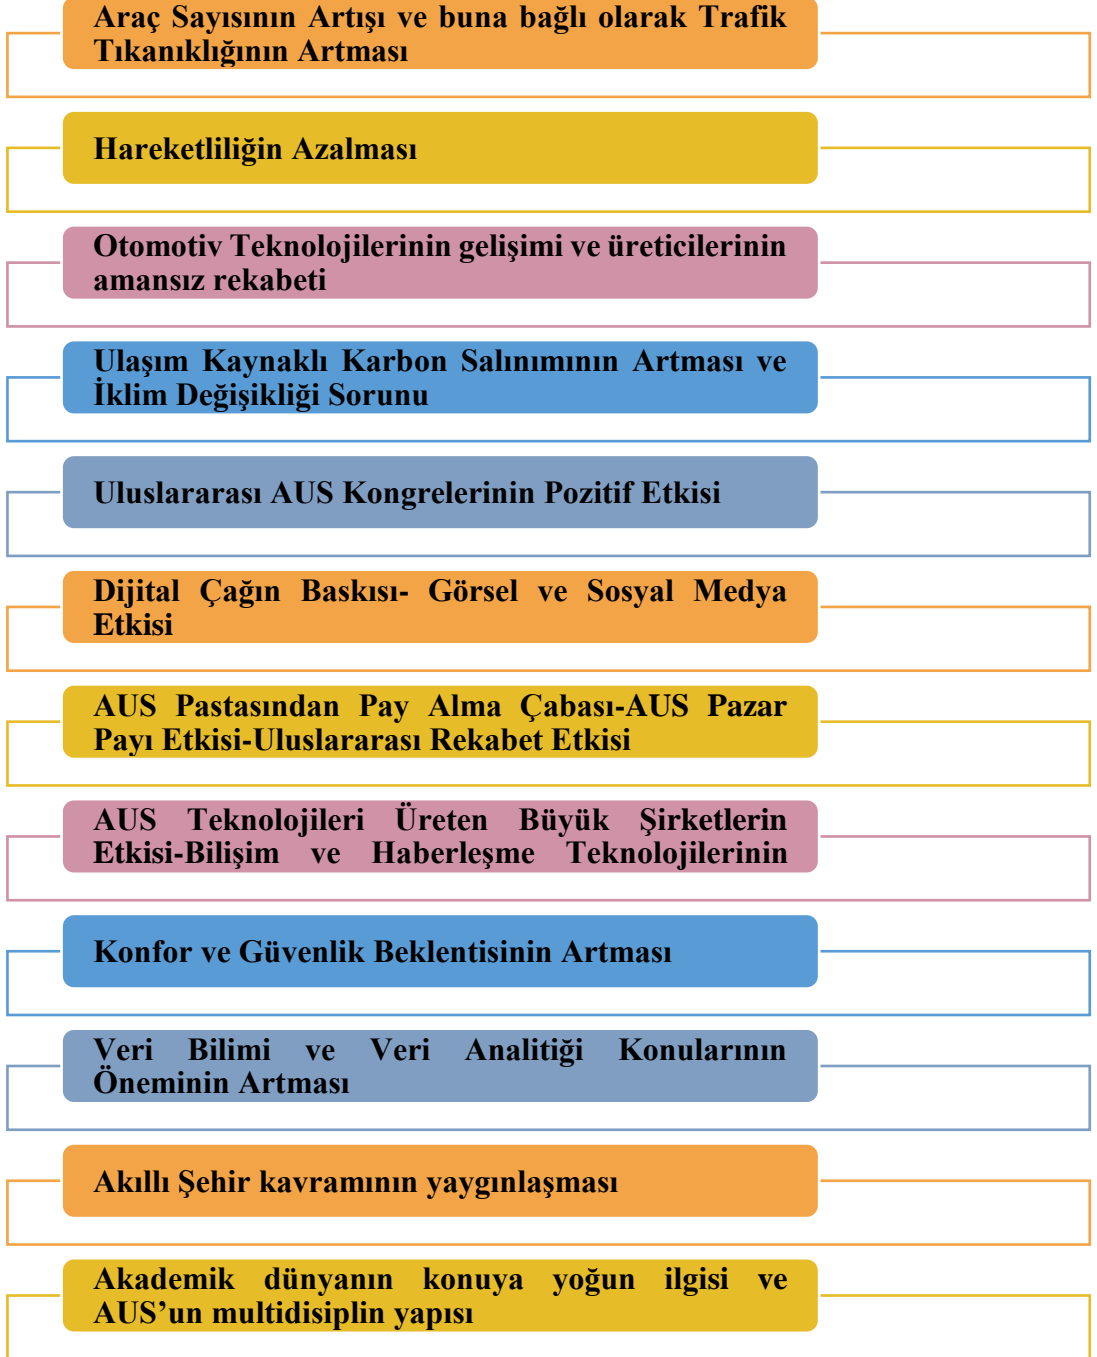 Araç Sayısının Artışı ve buna bağlı olarak Trafik
Tıkanıklığının Artması
Hareketliliğin Azalması
Otomotiv Teknolojilerinin gelişimi ve üreticilerinin
amansız rekabeti
Ulaşım Kaynaklı Karbon Salınımının Artması ve
İklim Değişikliği Sorunu
Uluslararası AUS Kongrelerinin Pozitif Etkisi
Dijital Çağın Baskısı- Görsel ve Sosyal Medya
Etkisi
AUS Pastasından Pay Alma Çabası-AUS Pazar
Payı Etkisi-Uluslararası Rekabet Etkisi
AUS Teknolojileri Üreten Büyük Şirketlerin
Etkisi-Bilişim ve Haberleşme Teknolojilerinin
Konfor ve Güvenlik Beklentisinin Artması
Veri Bilimi ve Veri Analitiği Konularının
Öneminin Artması
Akıllı Şehir kavramının yaygınlaşması
Akademik dünyanın konuya yoğun ilgisi ve
AUS’un multidisiplin yapısı